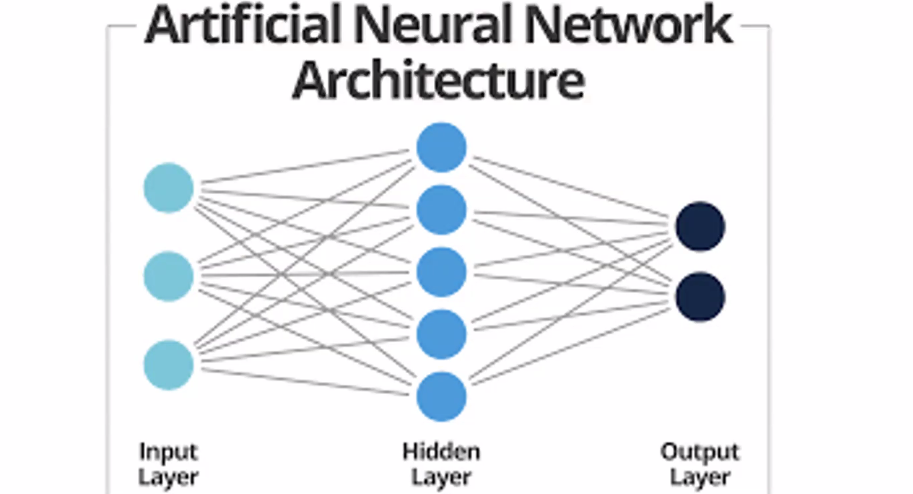 Artificial Neural Network
Architecture
Input
Layer
Hidden
Layer
Output
Layer